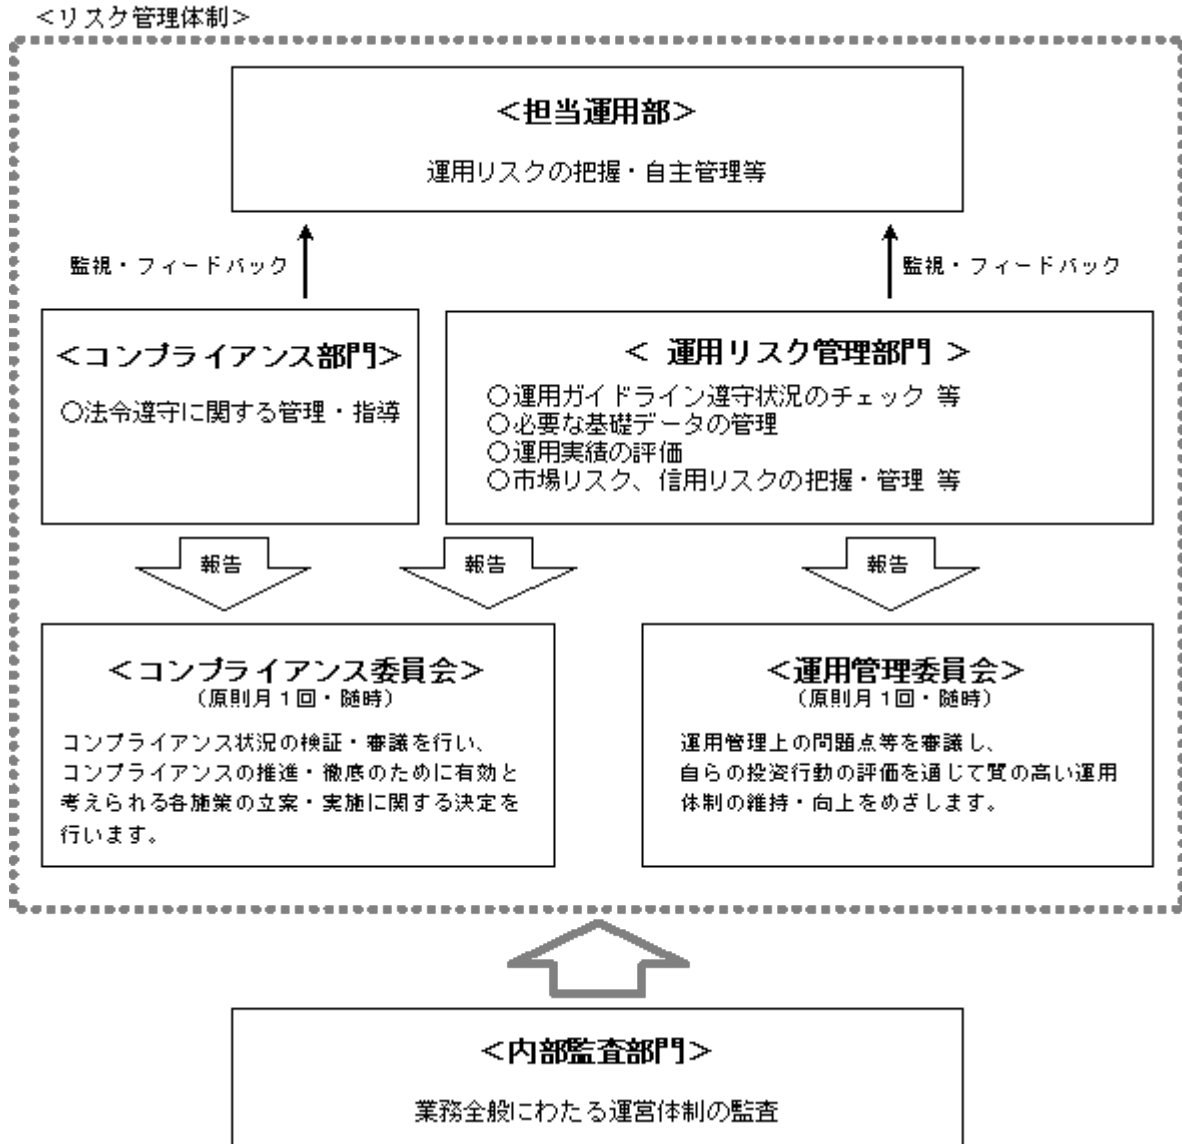 ＜リスク管理体制＞
＜担当運用部＞
運用リスクの把握・自主管理等
監視・フィードバック
監視・フィードバック
＜コンプライアンス部門＞
○法令遵守に関する管理・指導
＜ 運用リスク管理部門 ＞
○運用ガイドライン遵守状況のチェック 等
○必要な基礎データの管理
○運用実績の評価
○市場リスク、信用リスクの把握・管理 等
報告
報告
報告
＜コンプライアンス委員会＞
（原則月１回・随時）
コンプライアンス状況の検証・審議を行い、
コンプライアンスの推進・徹底のために有効と
考えられる各施策の立案・実施に関する決定を
行います。
＜運用管理委員会＞
（原則月１回・随時）
運用管理上の問題点等を審議し、
自らの投資行動の評価を通じて質の高い運用
体制の維持・向上をめざします。
＜内部監査部門＞
業務全般にわたる運営体制の監査